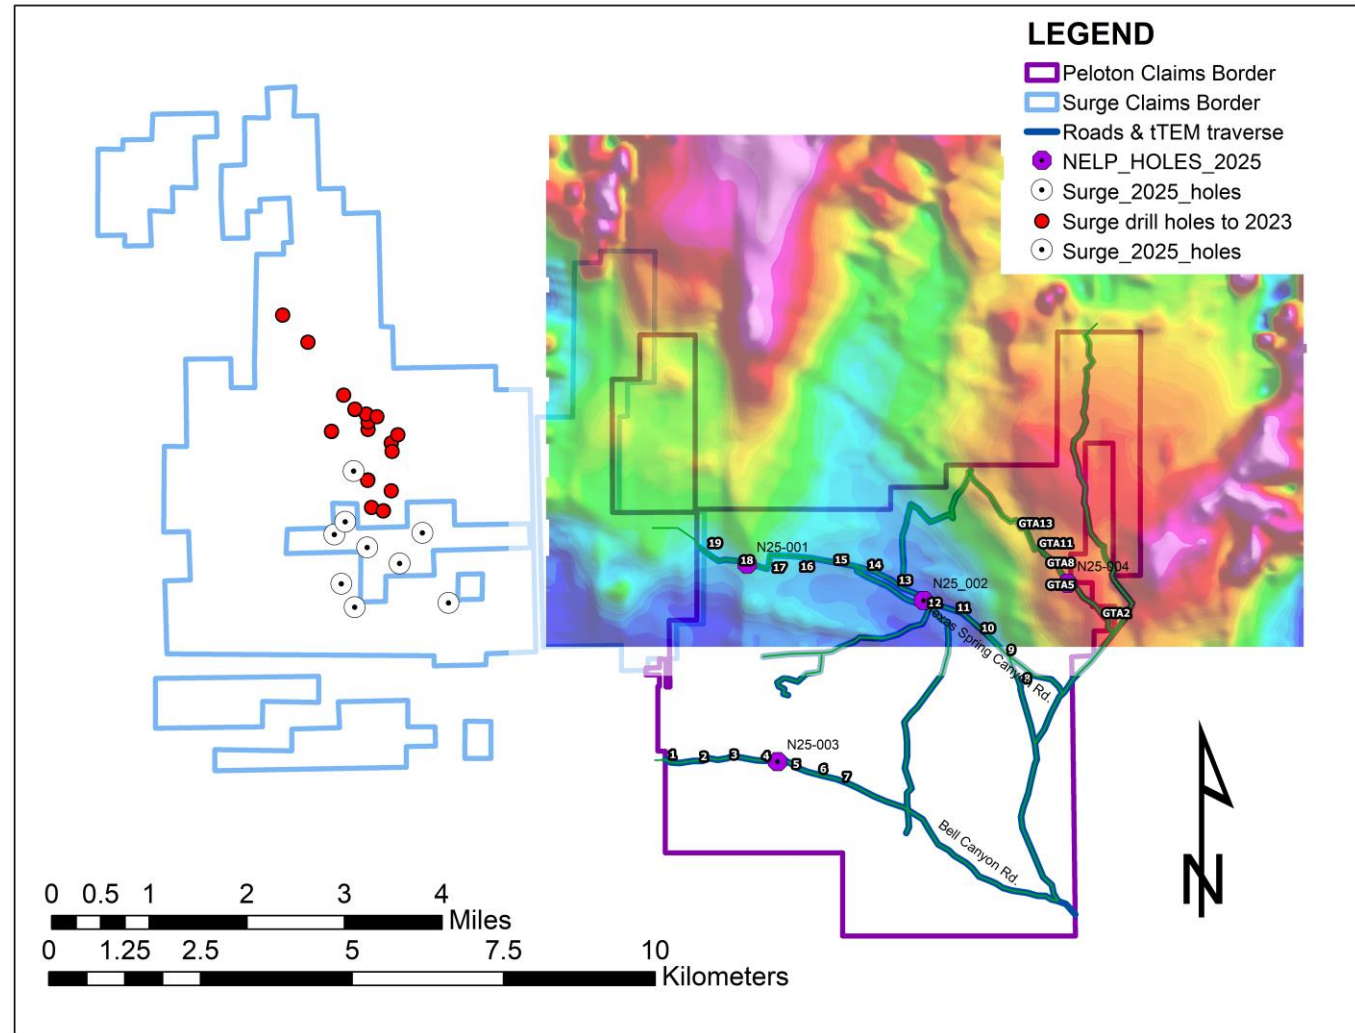 LEGEND
Peloton Claims Border
Surge Claims Border
Roads & tTEM traverse
NELP_HOLES_2025
Surge_2025_holes
Surge drill holes to 2023
Surge_2025_holes
GTA13
GTA11
GTA8
N25-004
GTA5
GTA2
19
N25-001
18
17
16
15
14
13
N25_002
12
11
10
9
8
Texas Spring Canyon Rd.
N25-003
1
2
3
4
5
6
7
Bell Canyon Rd.
N
0 0.5 1 2 3 4
Miles
0 1.25 2.5 5 7.5 10
Kilometers